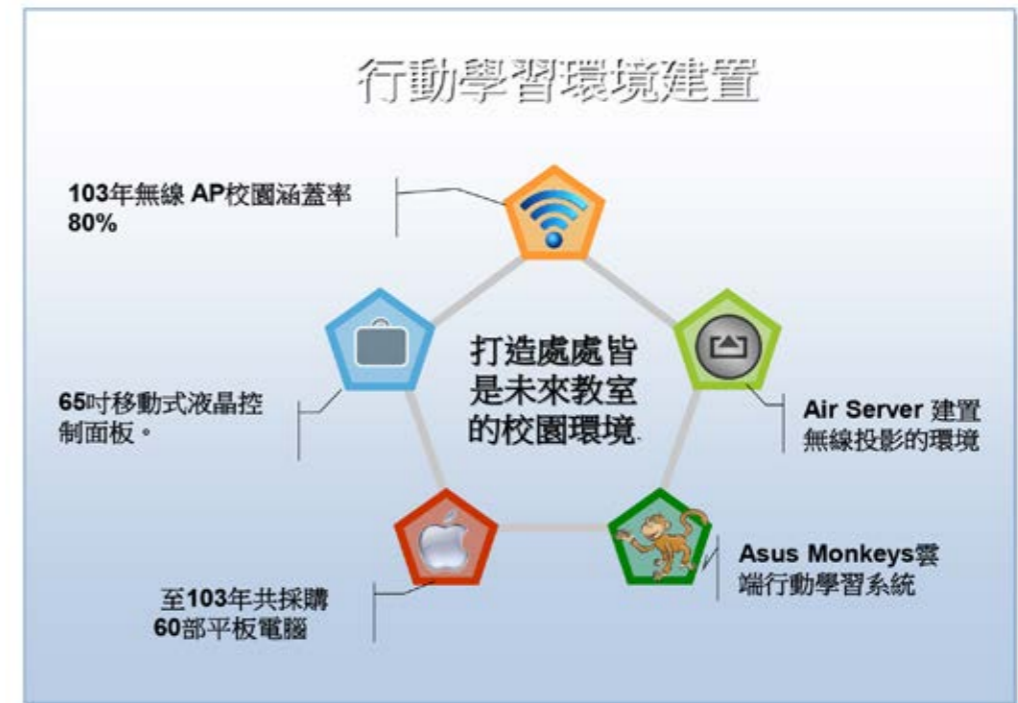 行動學習環境建置
103年無線 AP校園涵蓋率
80%
打造處處皆
是未來教室
的校園環境.
65吋移動式液晶控
制面板。
Air Server 建置
無線投影的環境
Asus Monkeys雲
端行動學習系統
至103年共採購
60部平板電腦